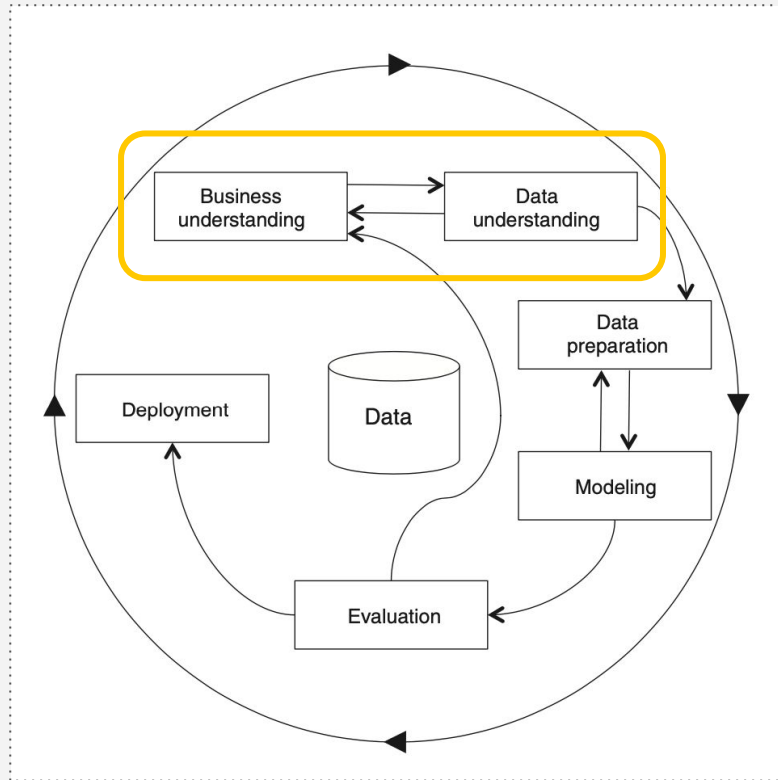 Business
understanding
Data
understanding
Data
preparation
Deployment
Data
Modeling
Evaluation